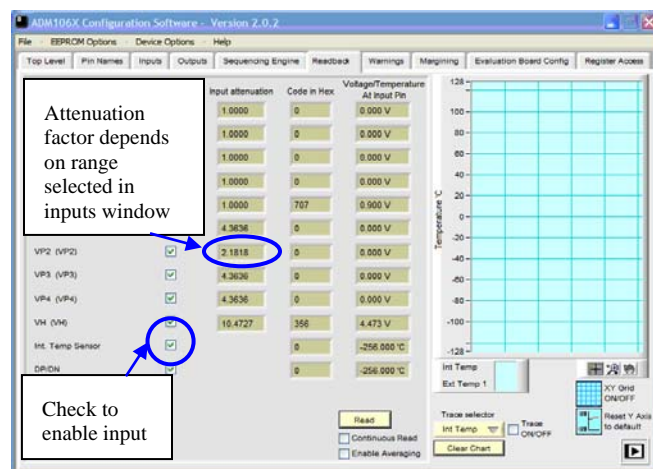 ADM106X Configuration Software - Version 2.0.2
File EEPROM Options Device Options Help
Top Level Pin Names Inputs Outputs Sequencing Engine Readback Warnings Margining Evaluation Board Config Register Access
Attenuation
factor depends
on range
selected in
inputs window
Input attenuation Code in Hex Voltage/Temperature
At Input Pin
1.0000 0 0.000 V
1.0000 0 0.000 V
1.0000 0 0.000 V
1.0000 0 0.000 V
1.0000 707 0.900 V
4.3636 0 0.000 V
VP2 (VP2) 2.1818 0 0.000 V
VP3 (VP3) 4.3636 0 0.000 V
VP4 (VP4) 4.3636 0 0.000 V
VH (VH) 10.4727 356 4.473 V
Int. Temp Sensor 0 -256.000 °C
DP/DN 0 -256.000 °C
Check to
enable input
Read
Continuous Read
Enable Averaging
Temperature °C
128
100
80
60
40
20
0
-20
-40
-60
-80
-100
-128
Int Temp
Ext Temp 1
XY Grid
ON/OFF
Trace selector
Int Temp
Trace
ON/OFF
Reset Y Axis
to default
Clear Chart